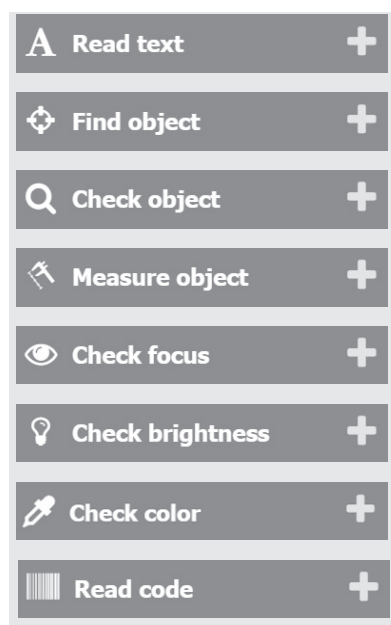 Read text
Find object
Check object
Measure object
Check focus
Check brightness
Check color
Read code